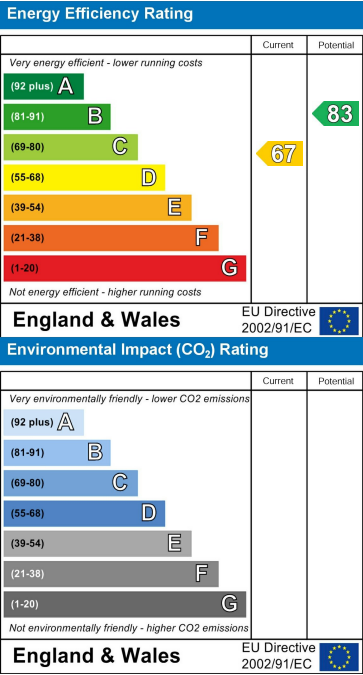 Energy Efficiency Rating
Current Potential
Very energy efficient - lower running costs
(92 plus) A
(81-91) B
(69-80) C
(55-68) D
(39-54) E
(21-38) F
(1-20) G
67
83
Not energy efficient - higher running costs
England & Wales
EU Directive
2002/91/EC
Environmental Impact (CO₂) Rating
Current Potential
Very environmentally friendly - lower CO2 emissions
(92 plus) A
(81-91) B
(69-80) C
(55-68) D
(39-54) E
(21-38) F
(1-20) G
Not environmentally friendly - higher CO2 emissions
England & Wales
EU Directive
2002/91/EC